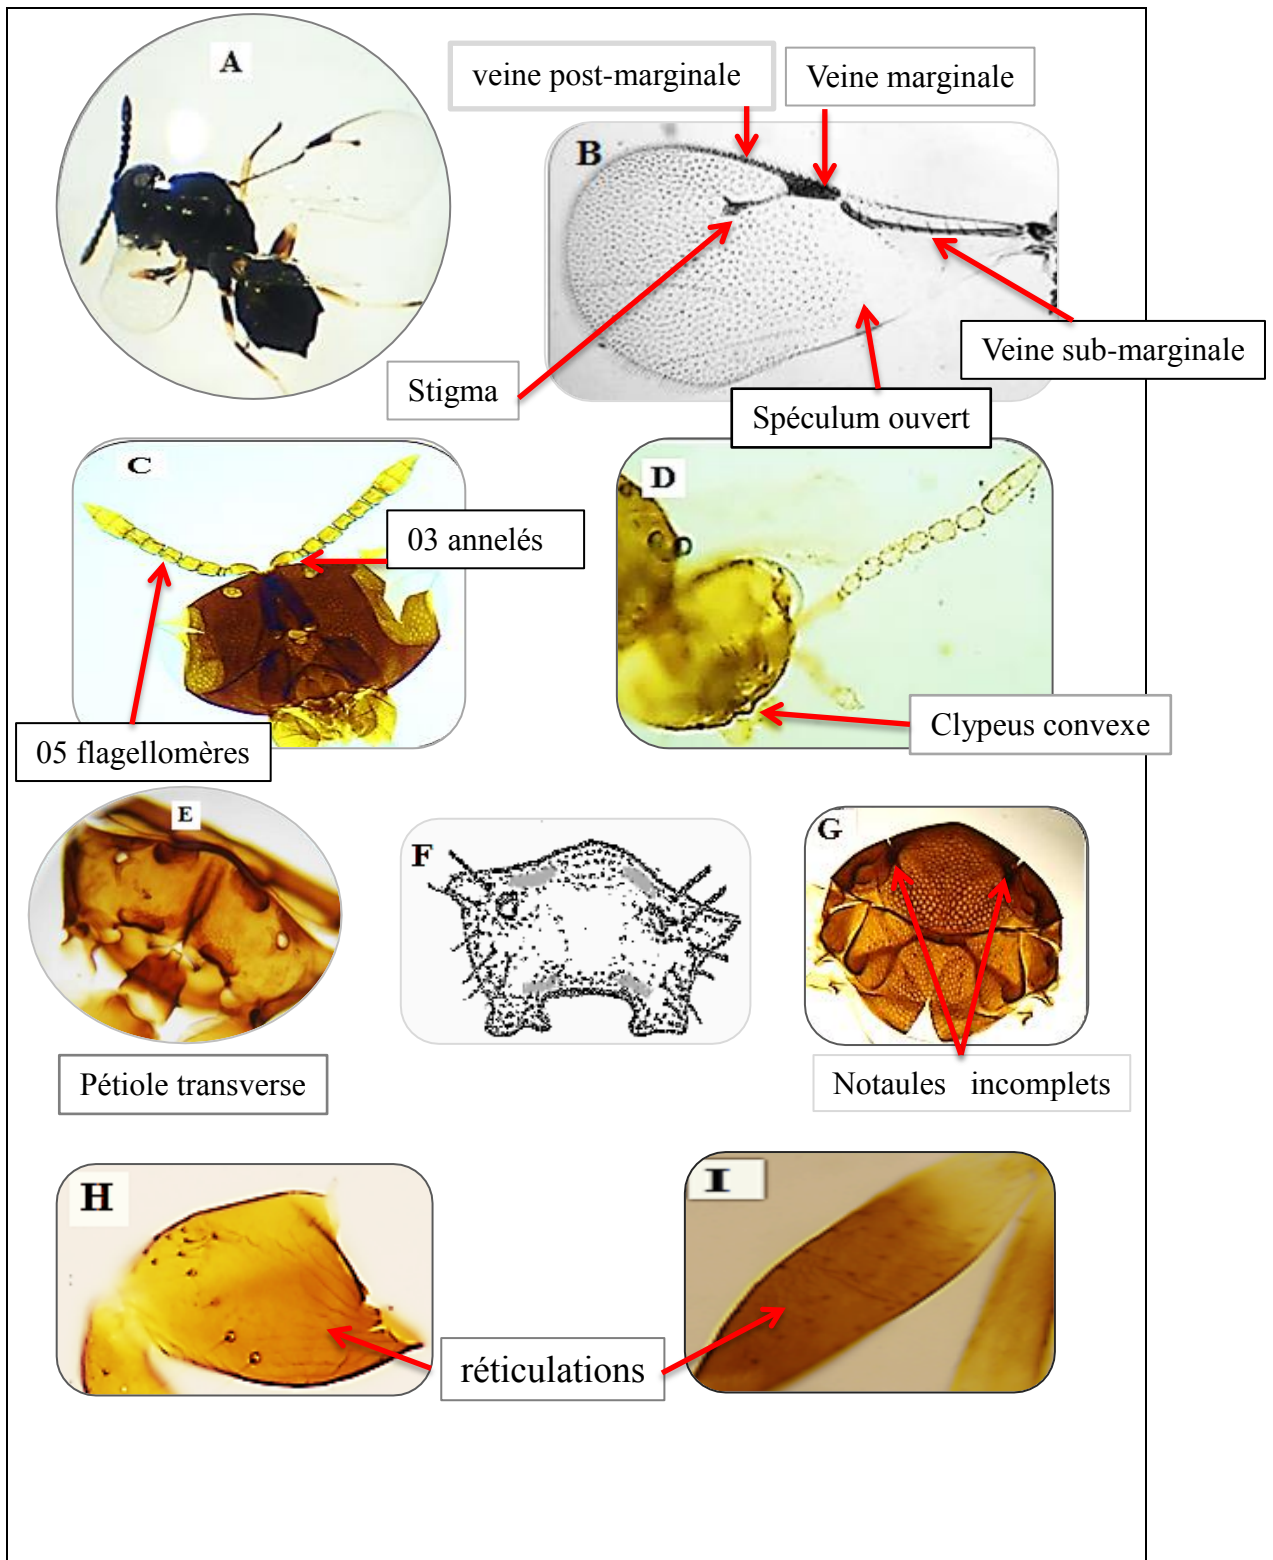 A
veine post-marginale
Veine marginale
B
Veine sub-marginale
Stigma
Spéculum ouvert
C
D
03 annelés
Clypeus convexe
05 flagellomères
E
F
G
Pétiole transverse
Notaules incomplets
H
I
réticulations